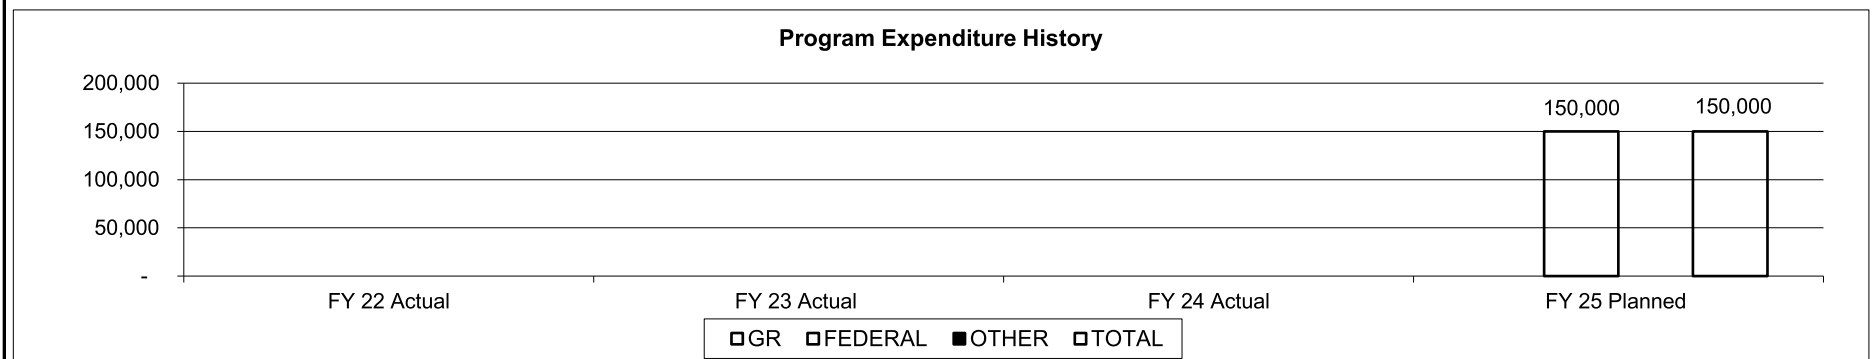 Program Expenditure History
200,000
150,000
100,000
50,000
-
150,000 150,000
FY 22 Actual FY 23 Actual FY 24 Actual FY 25 Planned
GR FEDERAL OTHER TOTAL